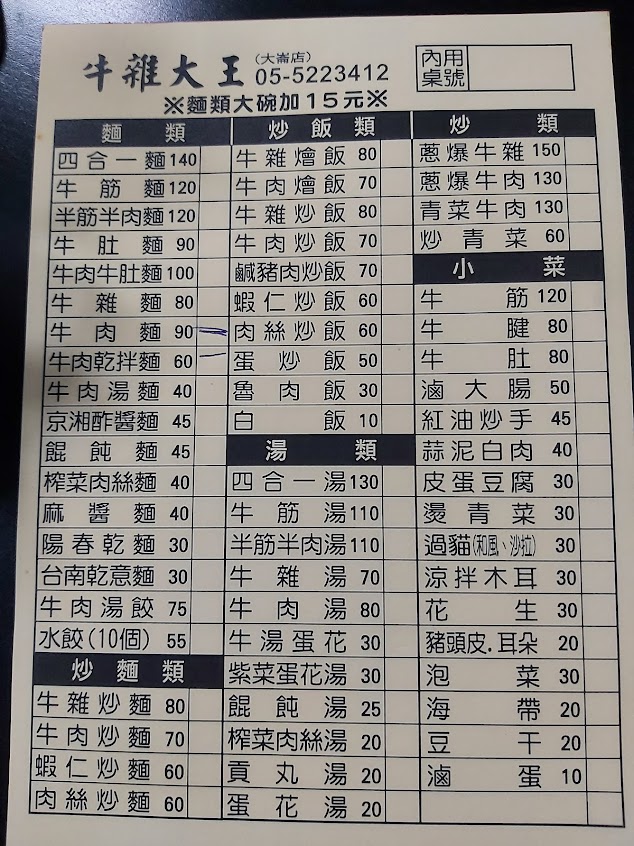 牛雜大王(大崙店)05-5223412
內用桌號
※麵類大碗加15元※
麵類
四合一麵 140
牛筋麵 120
半筋半肉麵 120
牛肚麵 90
牛肉牛肚麵 100
牛雜麵 80
牛肉麵 90
牛肉乾拌麵 60
牛肉湯麵 40
京湘酢醬麵 45
餛飩麵 45
榨菜肉絲麵 40
麻醬麵 40
陽春乾麵 30
台南乾意麵 30
牛肉湯餃 75
水餃(10個) 55
炒麵類
牛雜炒麵 80
牛肉炒麵 70
蝦仁炒麵 60
肉絲炒麵 60
炒飯類
牛雜燴飯 80
牛肉燴飯 70
牛雜炒飯 80
牛肉炒飯 70
鹹豬肉炒飯 70
蝦仁炒飯 60
肉絲炒飯 60
蛋炒飯 50
魯肉飯 30
白飯 10
湯類
四合一湯 130
牛筋湯 110
半筋半肉湯 110
牛雜湯 70
牛肉湯 80
牛湯蛋花 30
紫菜蛋花湯 30
餛飩湯 25
榨菜肉絲湯 20
貢丸湯 20
蛋花湯 20
炒類
蔥爆牛雜 150
蔥爆牛肉 130
青菜牛肉 130
炒青菜 60
小菜
牛筋 120
牛腱 80
牛肚 80
滷大腸 50
紅油炒手 45
蒜泥白肉 40
皮蛋豆腐 30
燙青菜 30
過貓(和風、沙拉) 30
涼拌木耳 30
花生 30
豬頭皮.耳朵 20
泡菜 30
海帶 20
豆干 20
滷蛋 10